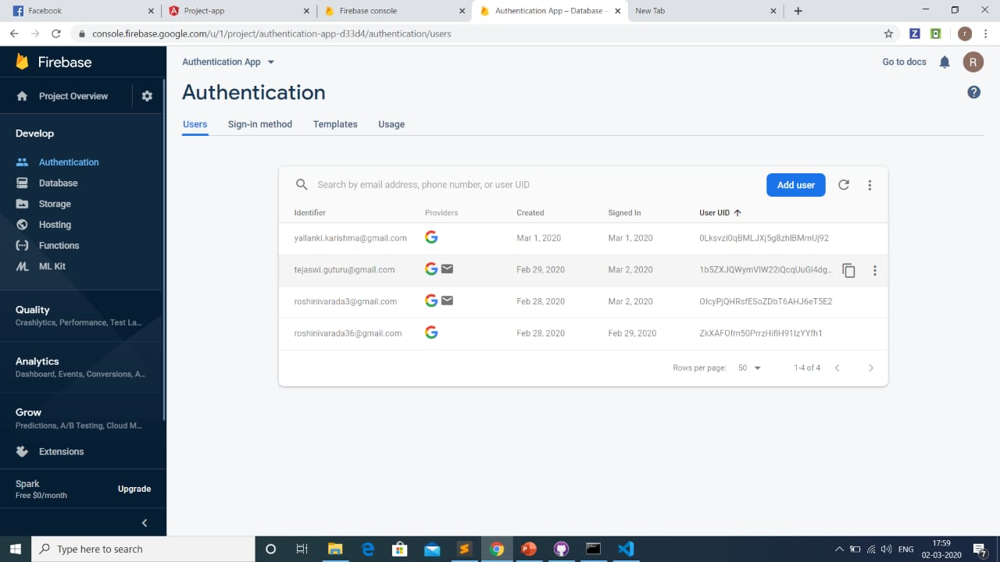 Facebook
Project-app
Firebase console
Authentication App – Database –
New Tab
console.firebase.google.com/u/1/project/authentication-app-d33d4/authentication/users
Firebase
Authentication App
Go to docs
R
Project Overview
Authentication
Users
Sign-in method
Templates
Usage
Develop
Authentication
Database
Storage
Hosting
Functions
ML Kit
Quality
Crashlytics, Performance, Test La...
Analytics
Dashboard, Events, Conversions, A...
Grow
Predictions, A/B Testing, Cloud M...
Extensions
Spark
Free $0/month
Upgrade
Search by email address, phone number, or user UID
Add user
Identifier Providers Created Signed In User UID
yallanki.karishma@gmail.com Mar 1, 2020 Mar 1, 2020
tejaswi.guturu@gmail.com Feb 29, 2020 Mar 2, 2020
roshinivarada3@gmail.com Feb 28, 2020 Mar 2, 2020
roshinivarada36@gmail.com Feb 28, 2020 Feb 29, 2020
Rows per page: 50 1-4 of 4
Type here to search
ENG
17:59
02-03-2020
7